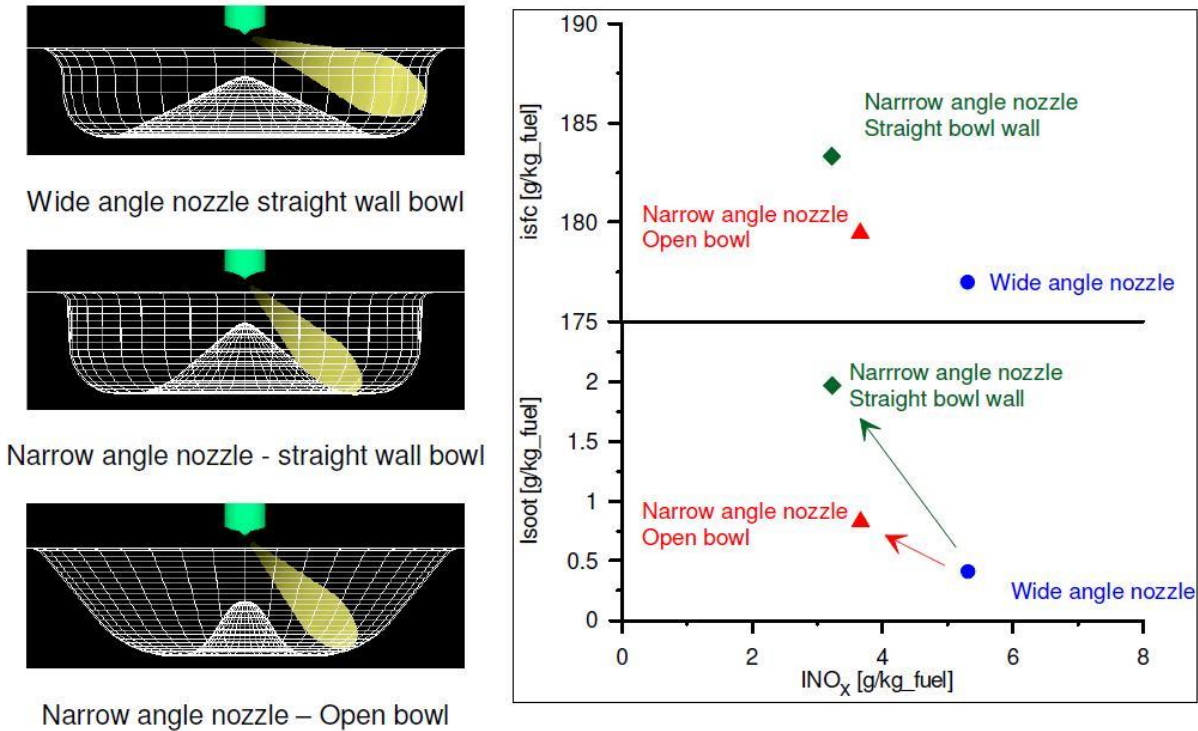 Wide angle nozzle straight wall bowl
Narrow angle nozzle - straight wall bowl
Narrow angle nozzle – Open bowl
isfc [g/kg_fuel]
190
185
180
175
Narrrow angle nozzle
Straight bowl wall
Narrow angle nozzle
Open bowl
Wide angle nozzle
Isoot [g/kg_fuel]
2
1.5
1
0.5
0
Narrrow angle nozzle
Straight bowl wall
Narrow angle nozzle
Open bowl
Wide angle nozzle
0 2 4 6 8
INOX [g/kg_fuel]